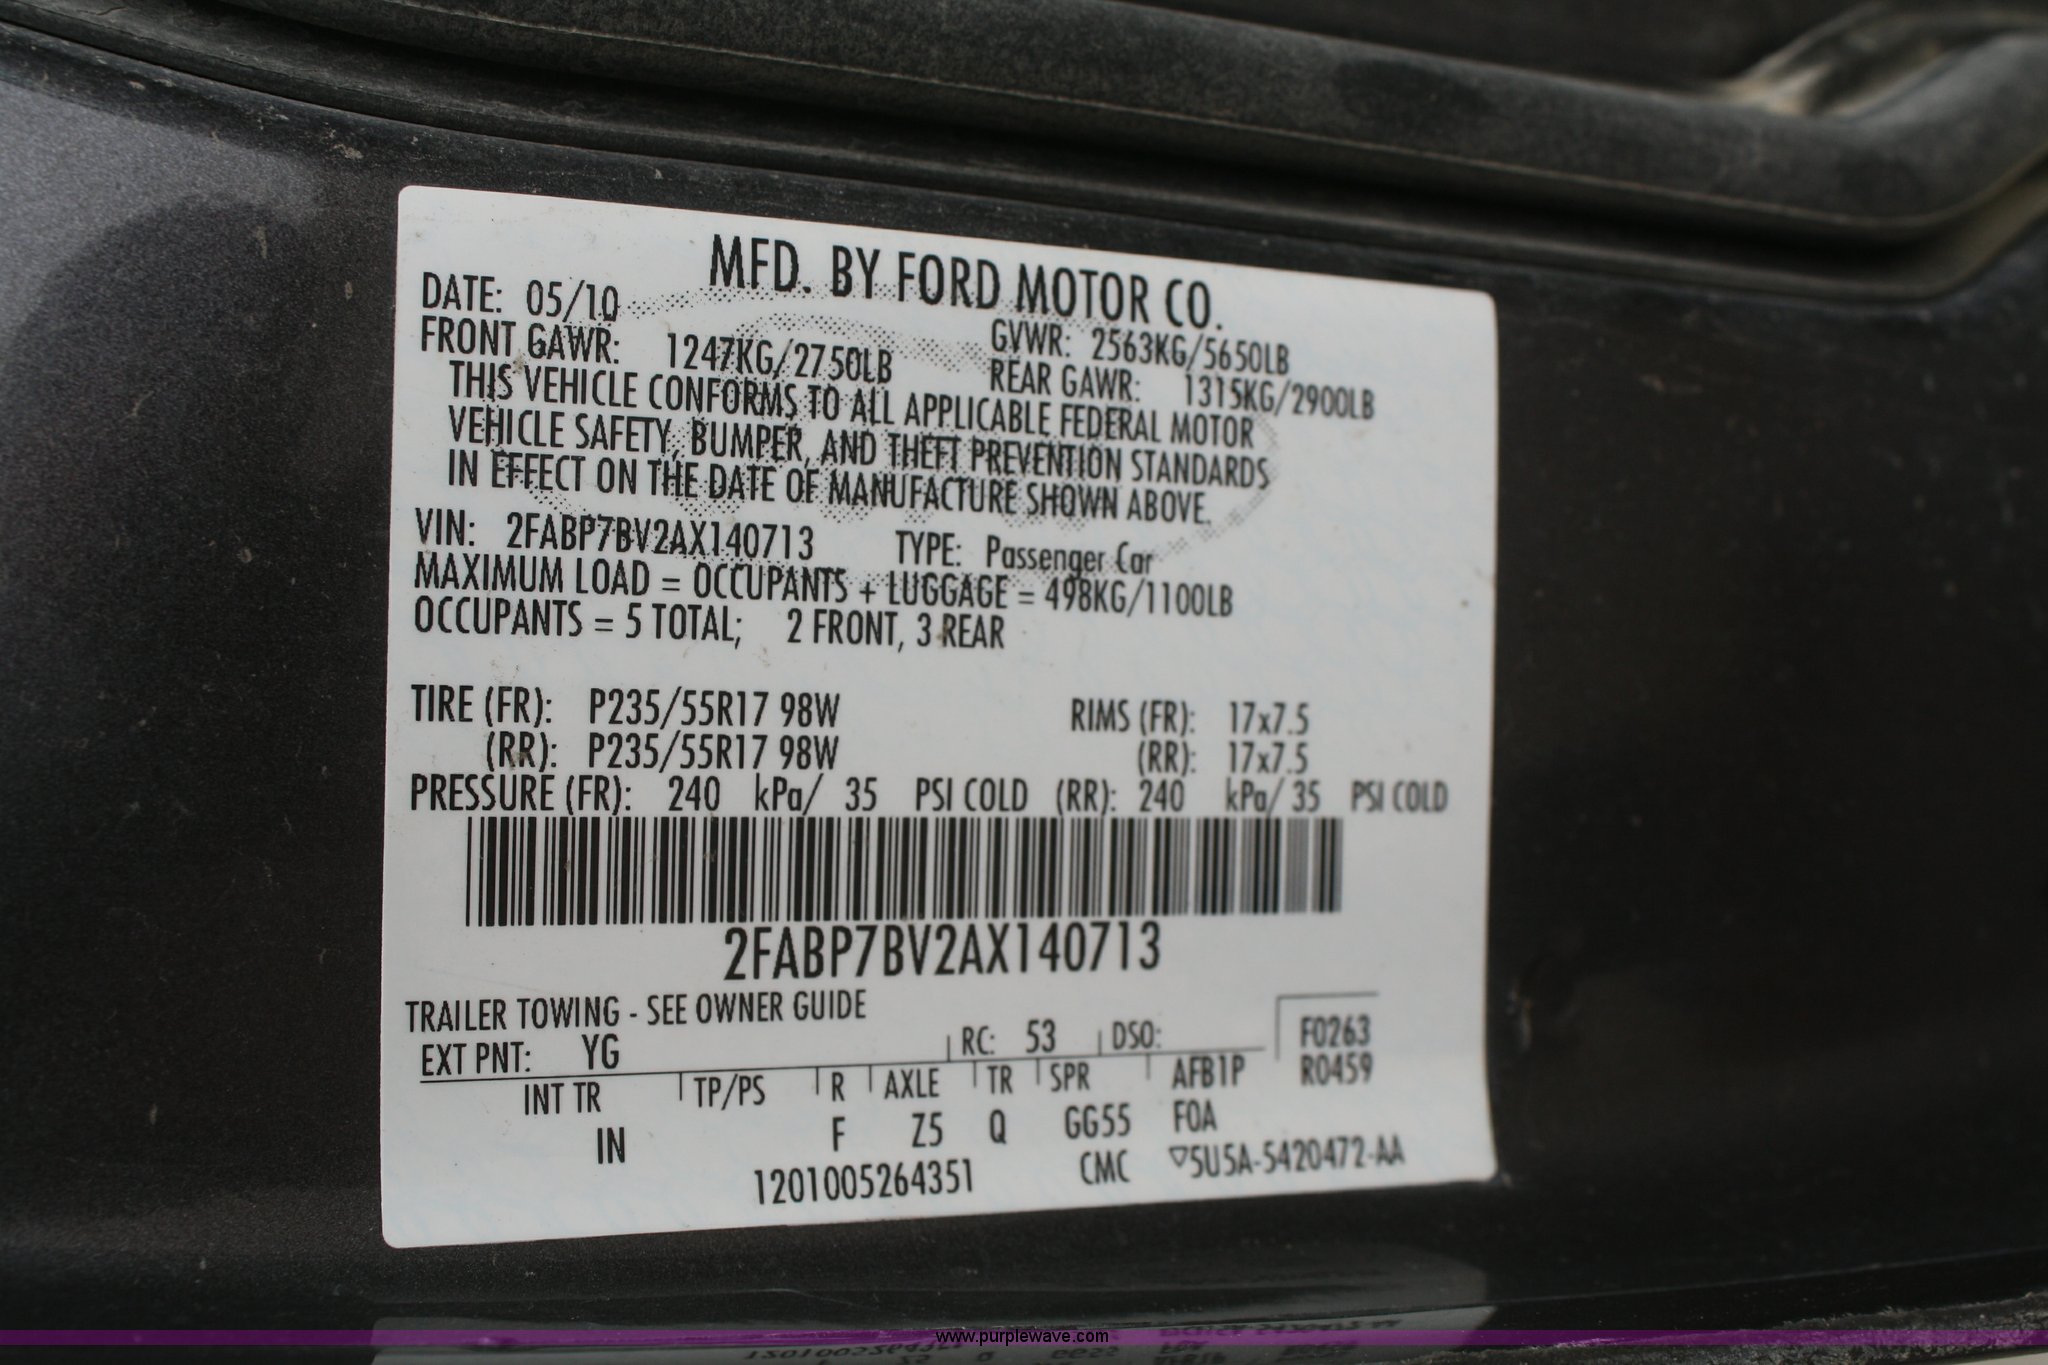 MFD. BY FORD MOTOR CO.
DATE: 05/10
GVWR: 2563KG/5650LB
FRONT GAWR: 1247KG/2750LB
REAR GAWR: 1315KG/2900LB
THIS VEHICLE CONFORMS TO ALL APPLICABLE FEDERAL MOTOR
VEHICLE SAFETY, BUMPER, AND THEFT PREVENTION STANDARDS
IN EFFECT ON THE DATE OF MANUFACTURE SHOWN ABOVE.
VIN: 2FABP7BV2AX140713 TYPE: Passenger Car
MAXIMUM LOAD = OCCUPANTS + LUGGAGE = 498KG/1100LB
OCCUPANTS = 5 TOTAL; 2 FRONT, 3 REAR
TIRE (FR): P235/55R17 98W RIMS (FR): 17x7.5
(RR): P235/55R17 98W (RR): 17x7.5
PRESSURE (FR): 240 kPa/ 35 PSI COLD (RR): 240 kPa/ 35 PSI COLD
2FABP7BV2AX140713
TRAILER TOWING - SEE OWNER GUIDE
EXT PNT: YG RC: 53 DSO: F0263
R0459
INT TR TP/PS R AXLE TR SPR AFB1P
IN F Z5 Q GG55 FOA
1201005264351 CMC ▽5U5A-5420472-AA
www.purplewave.com